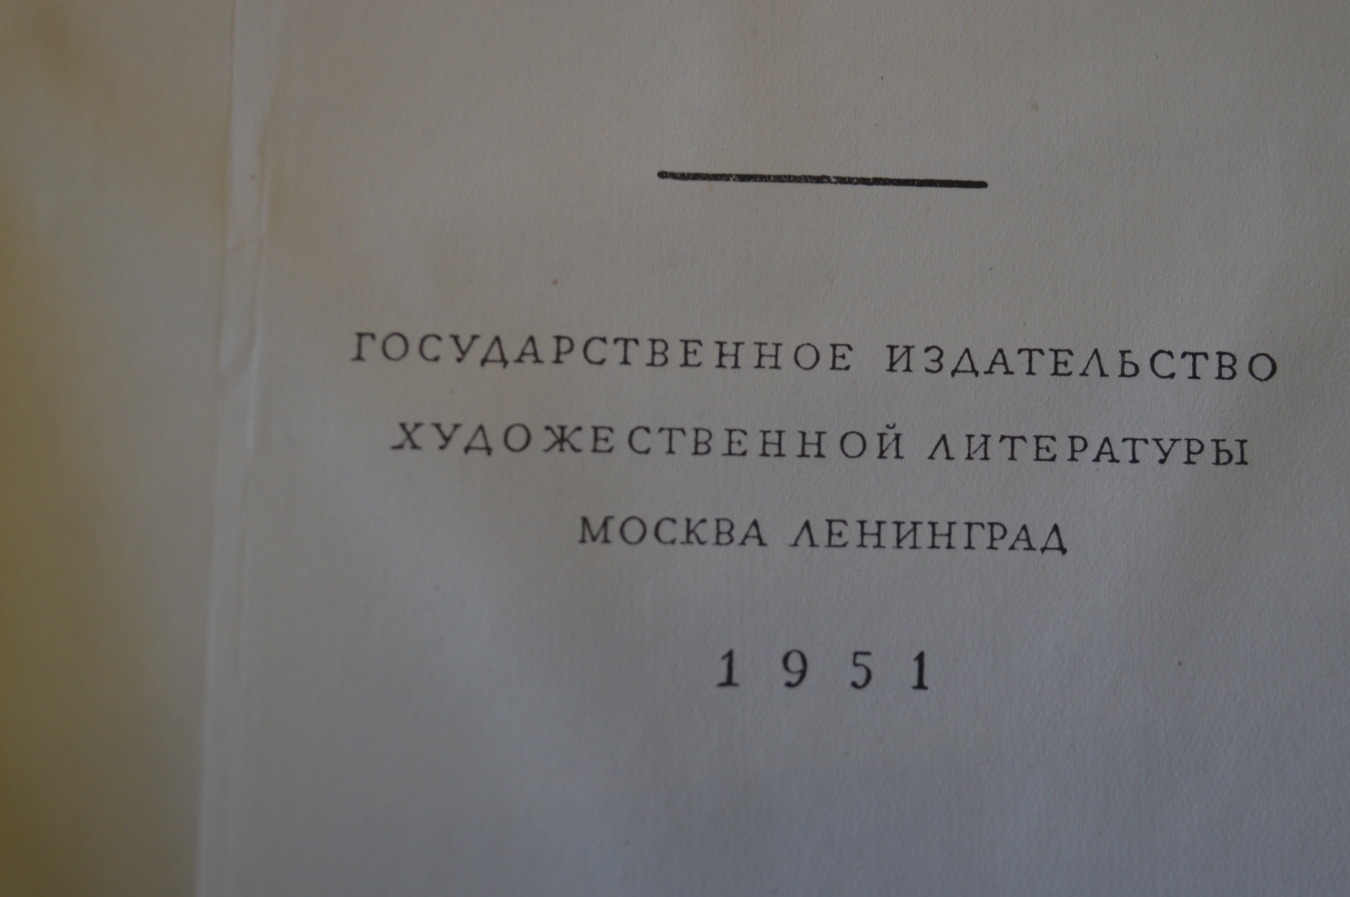 ГОСУДАРСТВЕННОЕ ИЗДАТЕЛЬСТВО
ХУДОЖЕСТВЕННОЙ ЛИТЕРАТУРЫ
МОСКВА ЛЕНИНГРАД
1951